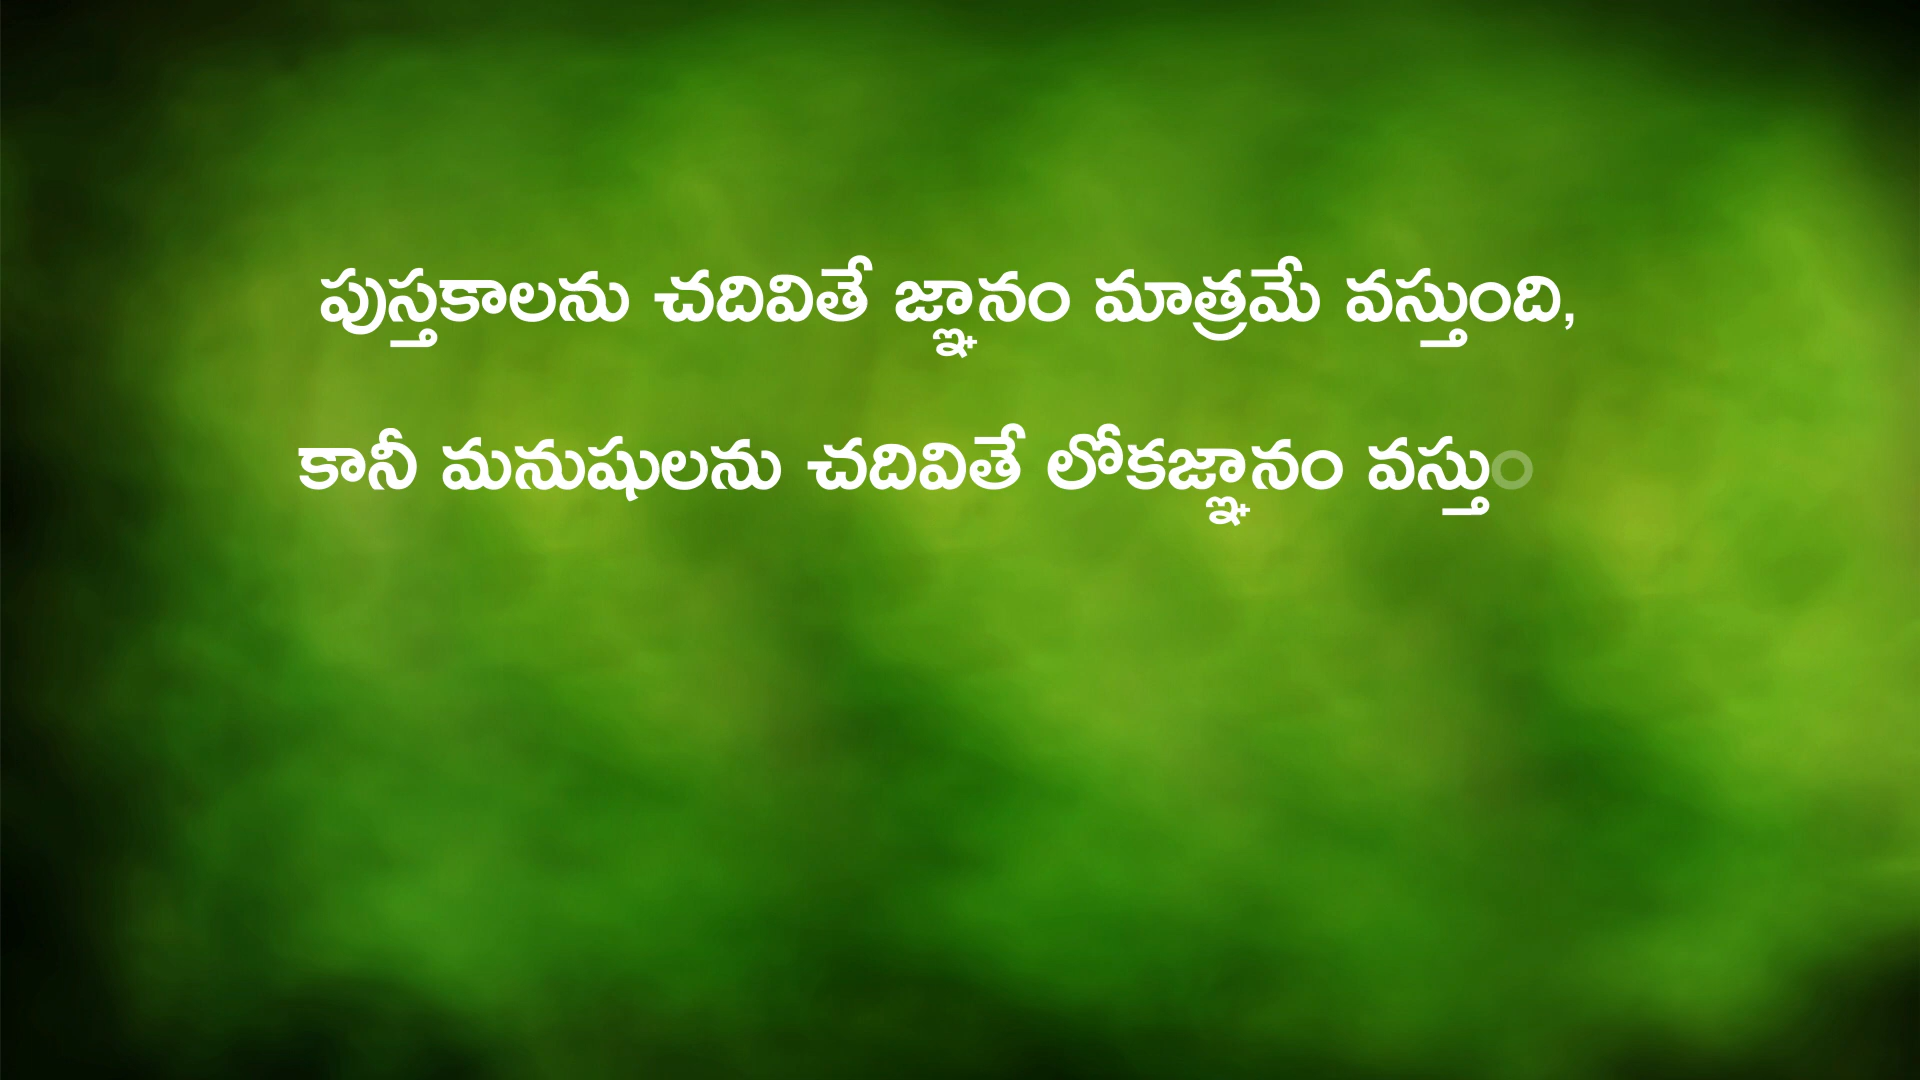 పుస్తకాలను చదివితే జ్ఞానం మాత్రమే వస్తుంది,
కానీ మనుషులను చదివితే లోకజ్ఞానం వస్తుం